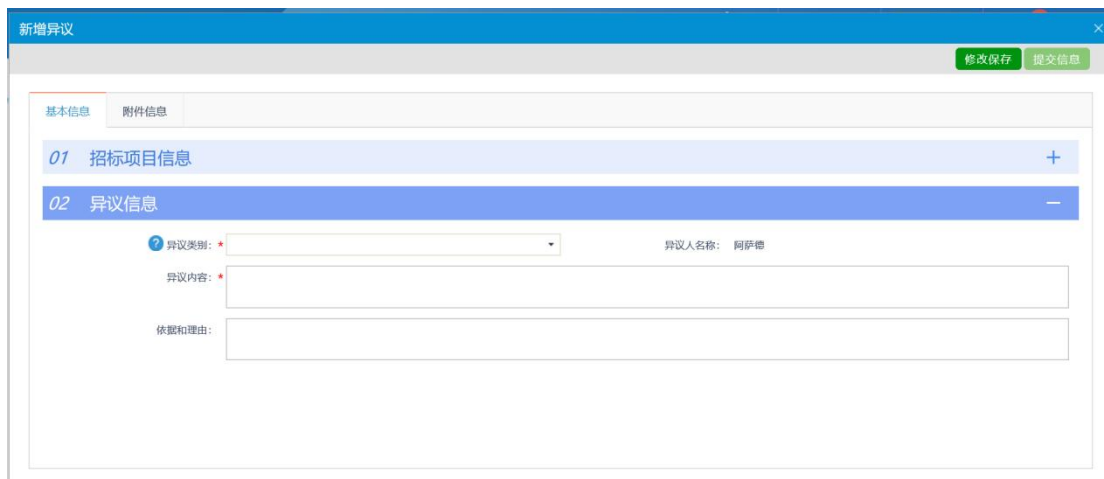 新增异议
修改保存 提交信息
基本信息 附件信息
01 招标项目信息
02 异议信息
异议类别：* 异议人名称： 阿萨德
异议内容：*
依据和理由：